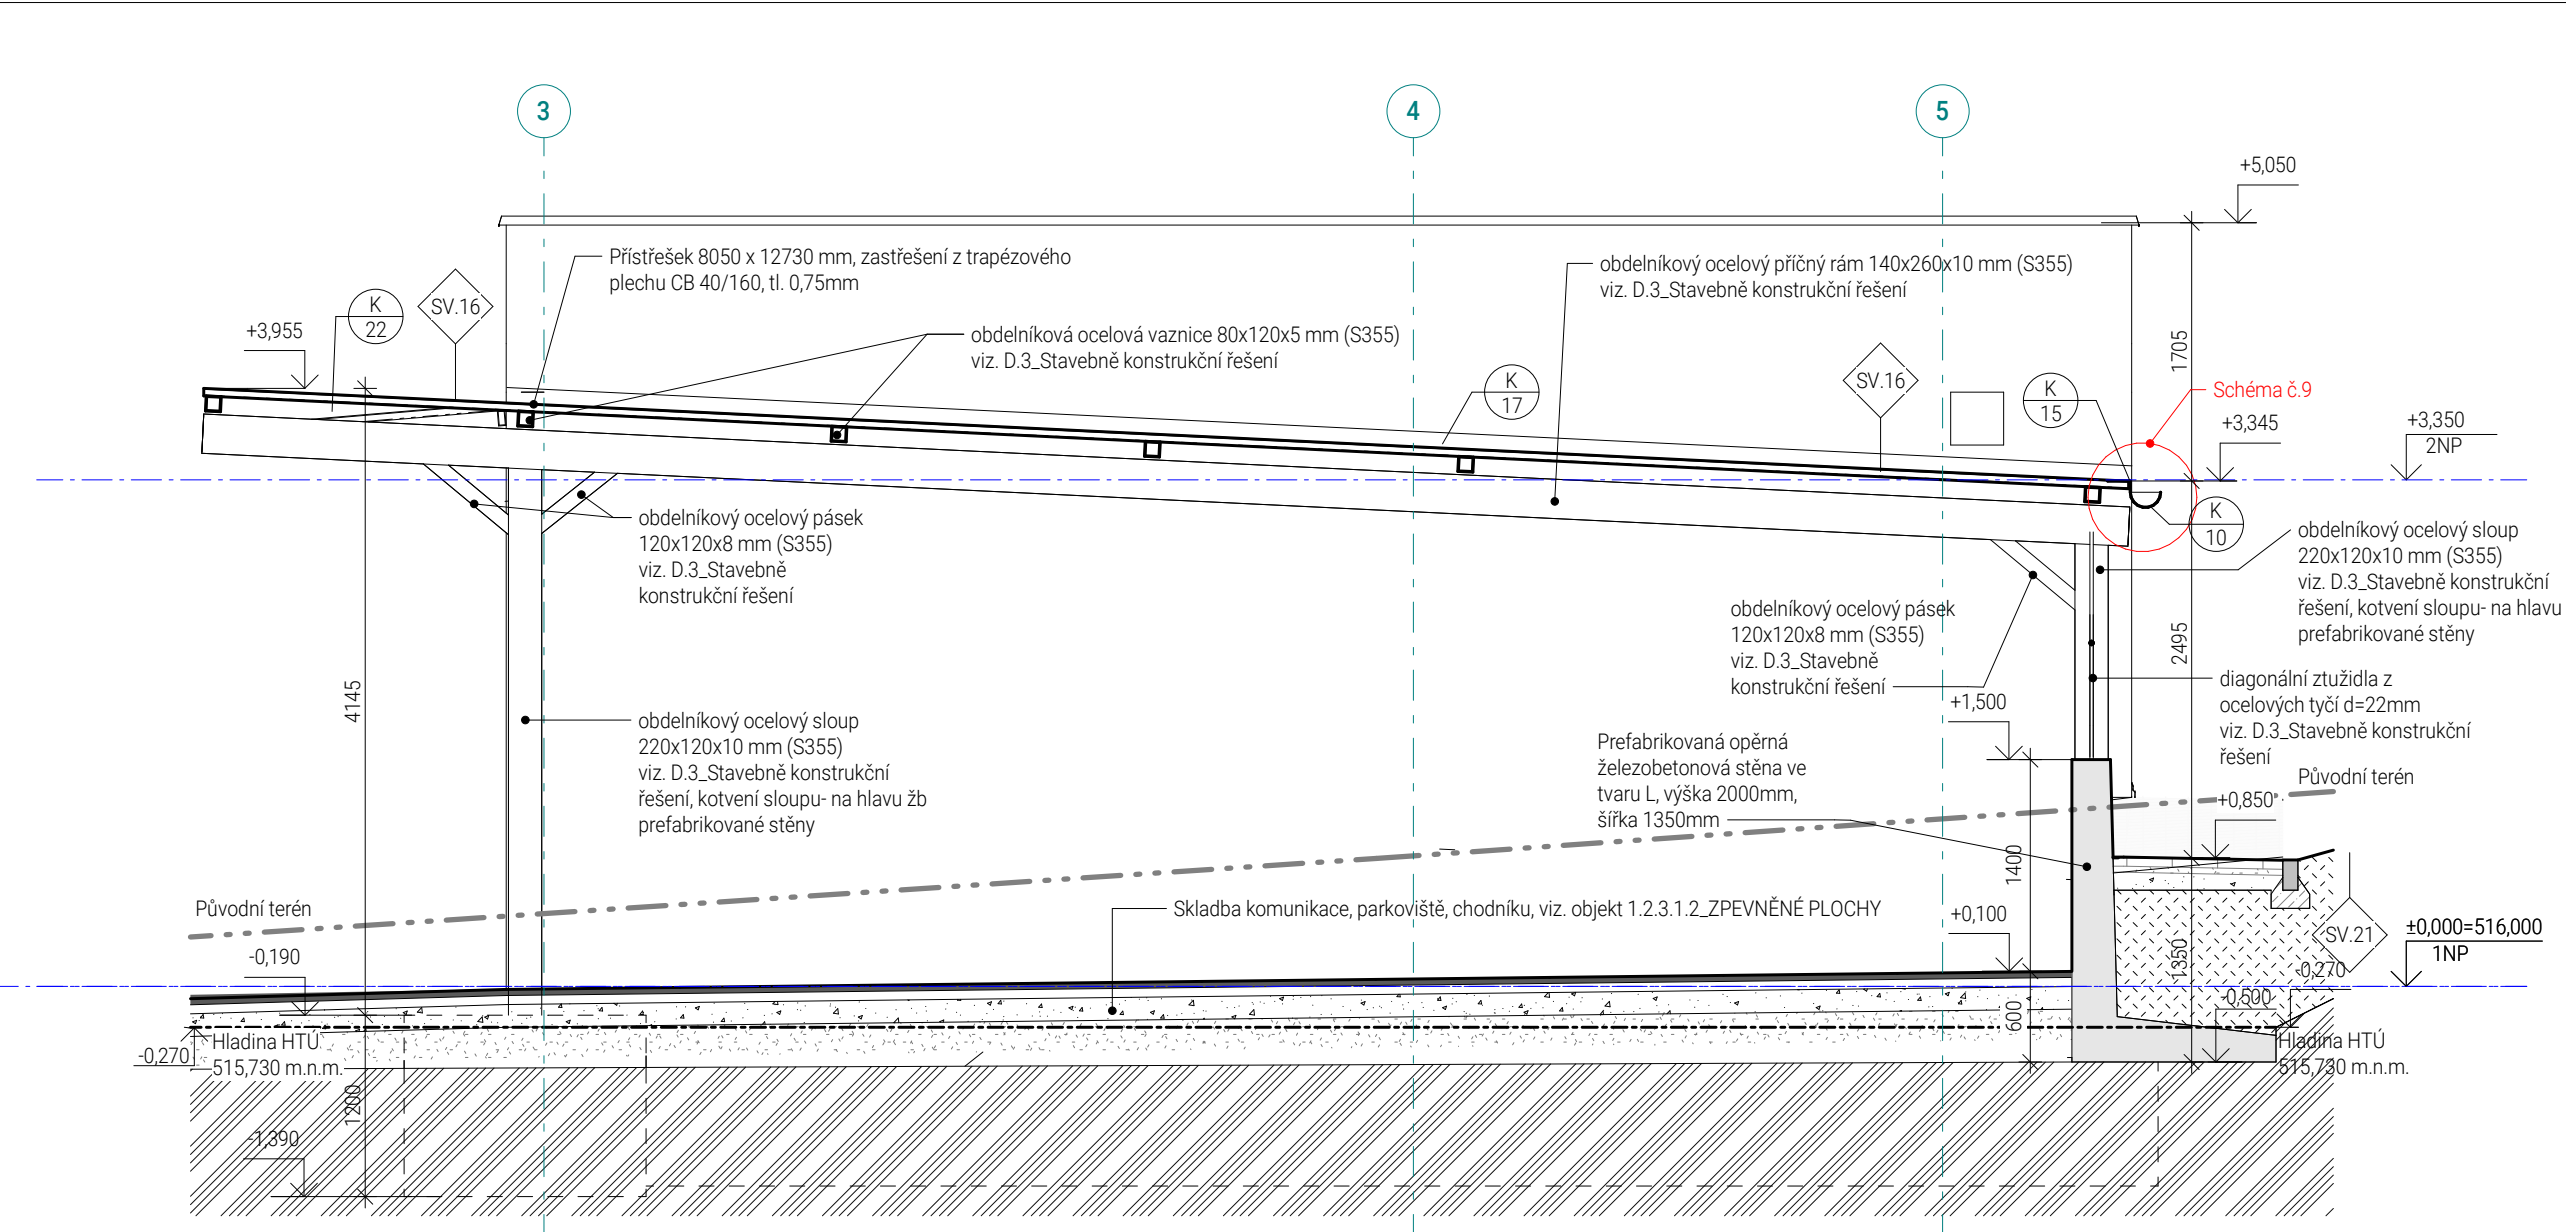 3
4
5
+5,050
Přístřešek 8050 x 12730 mm, zastřešení z trapézového
plechu CB 40/160, tl. 0,75mm
obdelníkový ocelový příčný rám 140x260x10 mm (S355)
viz. D.3_Stavebně konstrukční řešení
K
22
SV.16
+3,955
obdelníková ocelová vaznice 80x120x5 mm (S355)
viz. D.3_Stavebně konstrukční řešení
1705
K
17
SV.16
K
15
Schéma č.9
+3,345
+3,350
2NP
K
10
obdelníkový ocelový pásek
120x120x8 mm (S355)
viz. D.3_Stavebně
konstrukční řešení
obdelníkový ocelový sloup
220x120x10 mm (S355)
viz. D.3_Stavebně konstrukční
řešení, kotvení sloupu- na hlavu
prefabrikované stěny
obdelníkový ocelový pásek
120x120x8 mm (S355)
viz. D.3_Stavebně
konstrukční řešení
2495
4145
diagonální ztužidla z
ocelových tyčí d=22mm
viz. D.3_Stavebně konstrukční
řešení
+1,500
obdelníkový ocelový sloup
220x120x10 mm (S355)
viz. D.3_Stavebně konstrukční
řešení, kotvení sloupu- na hlavu žb
prefabrikované stěny
Prefabrikovaná opěrná
železobetonová stěna ve
tvaru L, výška 2000mm,
šířka 1350mm
Původní terén
+0,850
1400
Původní terén
Skladba komunikace, parkoviště, chodníku, viz. objekt 1.2.3.1.2_ZPEVNĚNÉ PLOCHY
+0,100
SV.21
±0,000=516,000
1NP
-0,190
1350
-0,270
-0,500
600
-0,270
Hladina HTÚ
515,730 m.n.m.
Hladina HTÚ
515,730 m.n.m.
1200
-1,390